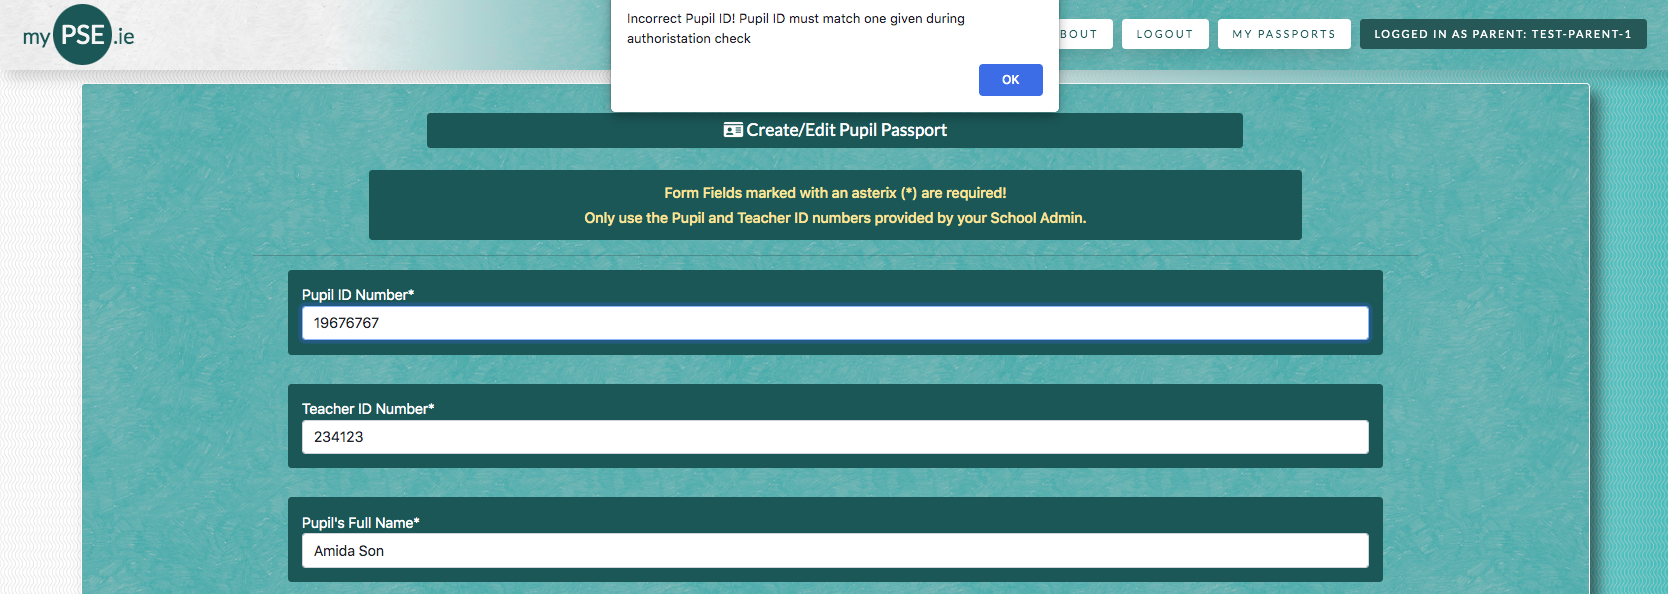 my PSE .ie
Incorrect Pupil ID! Pupil ID must match one given during
authoristation check
OK
BOUT
LOGOUT
MY PASSPORTS
LOGGED IN AS PARENT: TEST-PARENT-1
Create/Edit Pupil Passport
Form Fields marked with an asterix (*) are required!
Only use the Pupil and Teacher ID numbers provided by your School Admin.
Pupil ID Number*
19676767
Teacher ID Number*
234123
Pupil's Full Name*
Amida Son